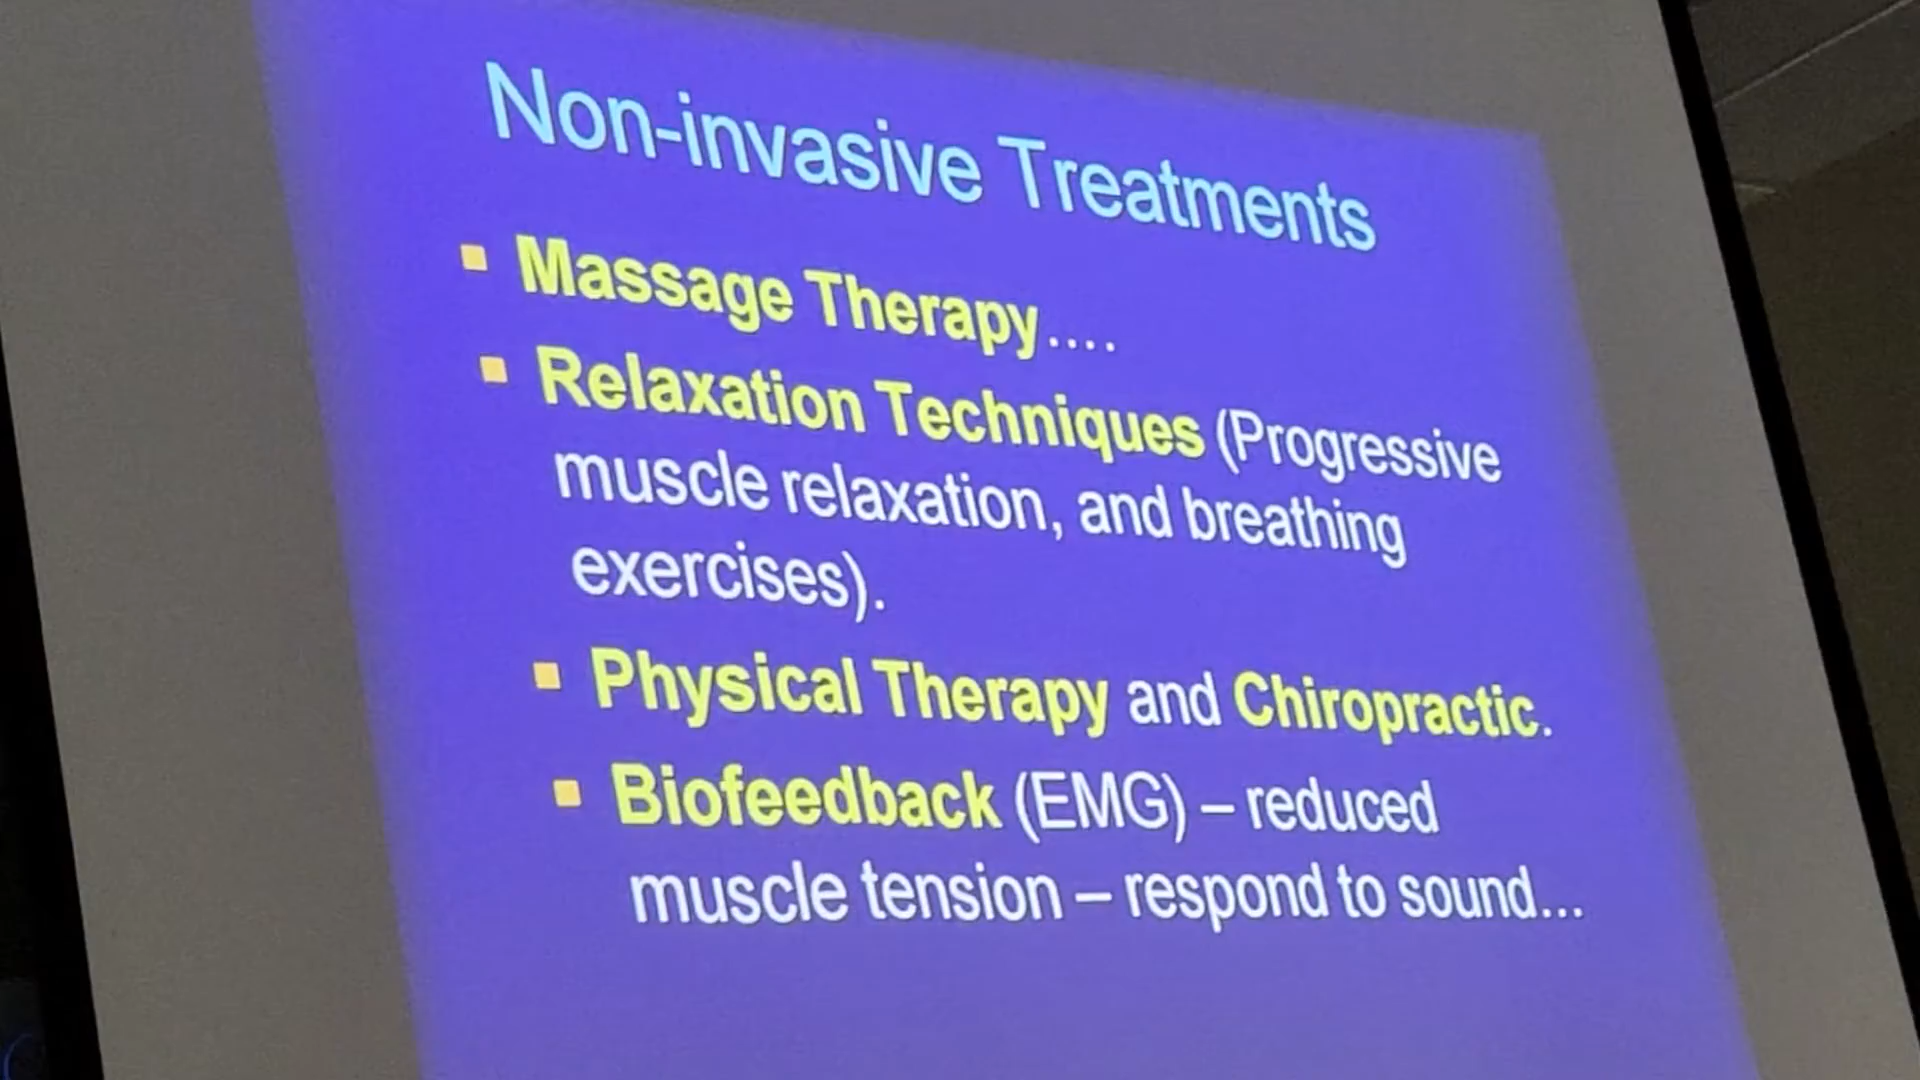 Non-invasive Treatments
Massage Therapy....
Relaxation Techniques (Progressive
muscle relaxation, and breathing
exercises).
Physical Therapy and Chiropractic.
Biofeedback (EMG) – reduced
muscle tension – respond to sound...